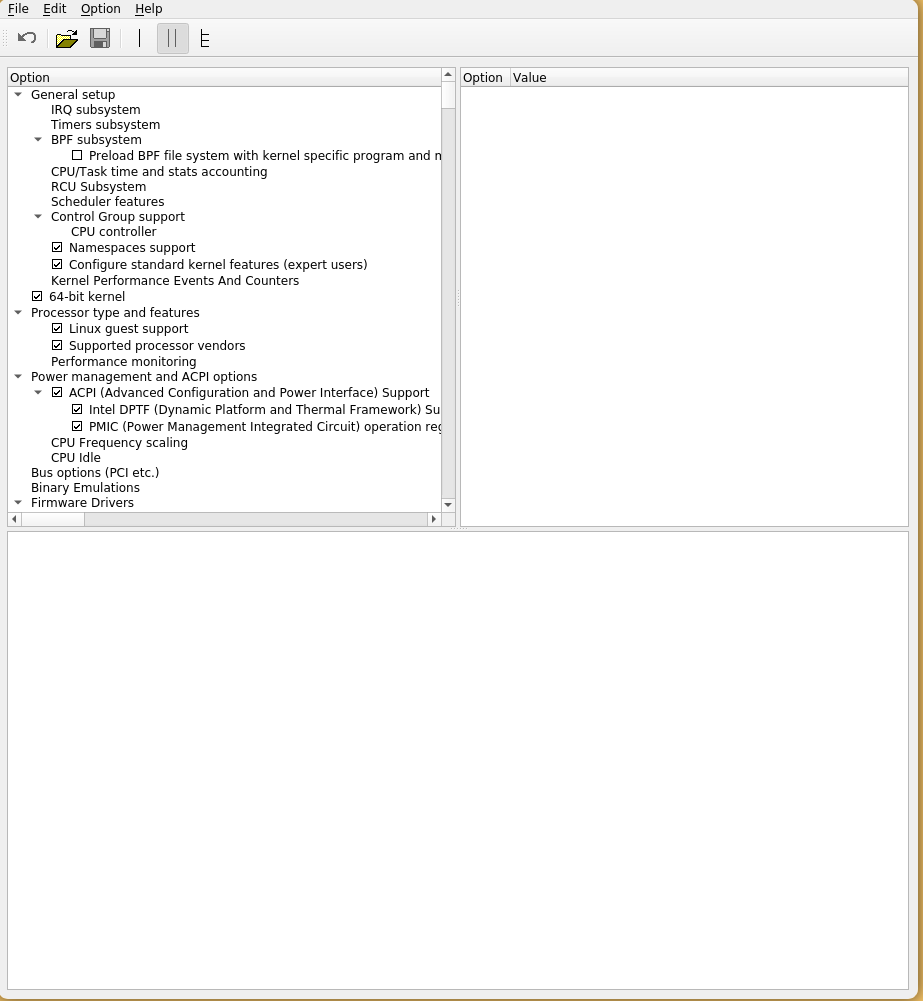 File Edit Option Help
Option
General setup
IRQ subsystem
Timers subsystem
BPF subsystem
Preload BPF file system with kernel specific program and
CPU/Task time and stats accounting
RCU Subsystem
Scheduler features
Control Group support
CPU controller
Namespaces support
Configure standard kernel features (expert users)
Kernel Performance Events And Counters
64-bit kernel
Processor type and features
Linux guest support
Supported processor vendors
Performance monitoring
Power management and ACPI options
ACPI (Advanced Configuration and Power Interface) Support
Intel DPTF (Dynamic Platform and Thermal Framework) Su
PMIC (Power Management Integrated Circuit) operation reg
CPU Frequency scaling
CPU Idle
Bus options (PCI etc.)
Binary Emulations
Firmware Drivers
Option Value